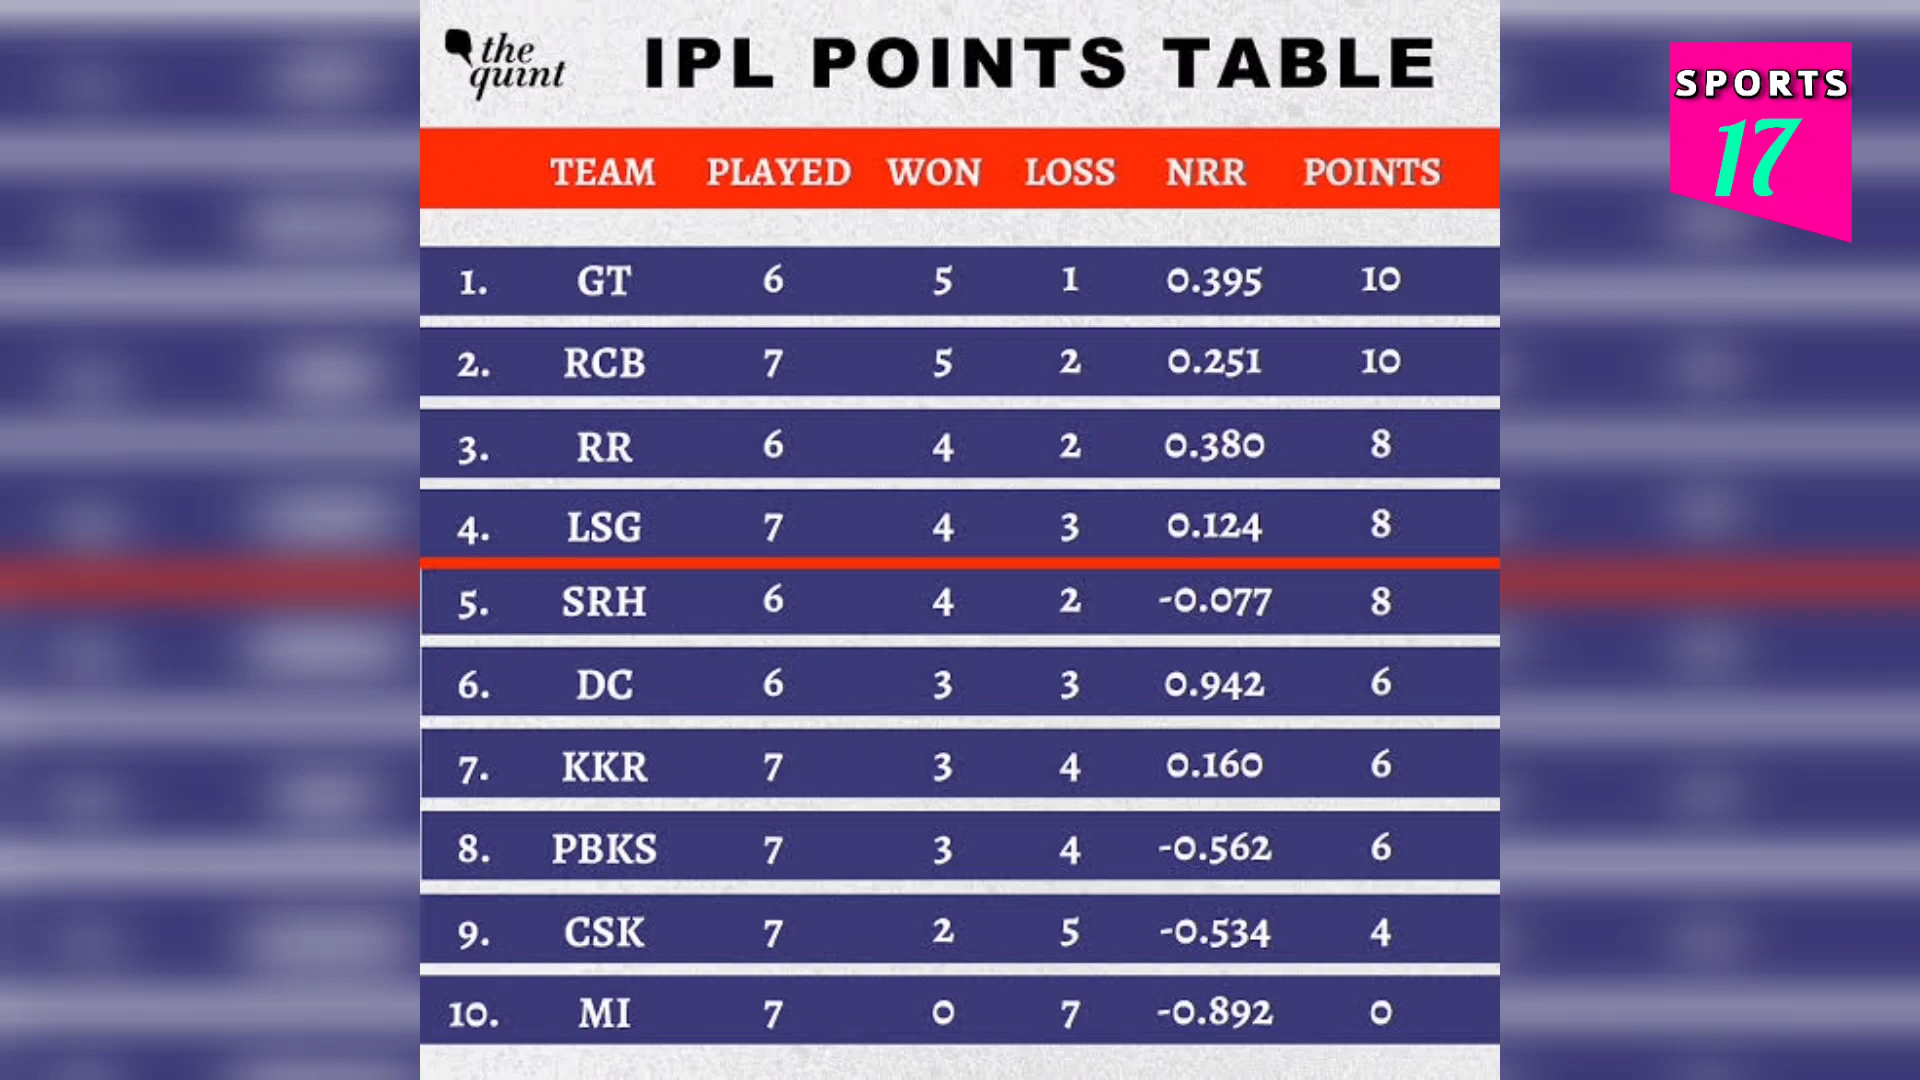 the quint
IPL POINTS TABLE
SPORTS
17
TEAM PLAYED WON LOSS NRR POINTS
1. GT 6 5 1 0.395 10
2. RCB 7 5 2 0.251 10
3. RR 6 4 2 0.380 8
4. LSG 7 4 3 0.124 8
5. SRH 6 4 2 -0.077 8
6. DC 6 3 3 0.942 6
7. KKR 7 3 4 0.160 6
8. PBKS 7 3 4 -0.562 6
9. CSK 7 2 5 -0.534 4
10. MI 7 0 7 -0.892 0